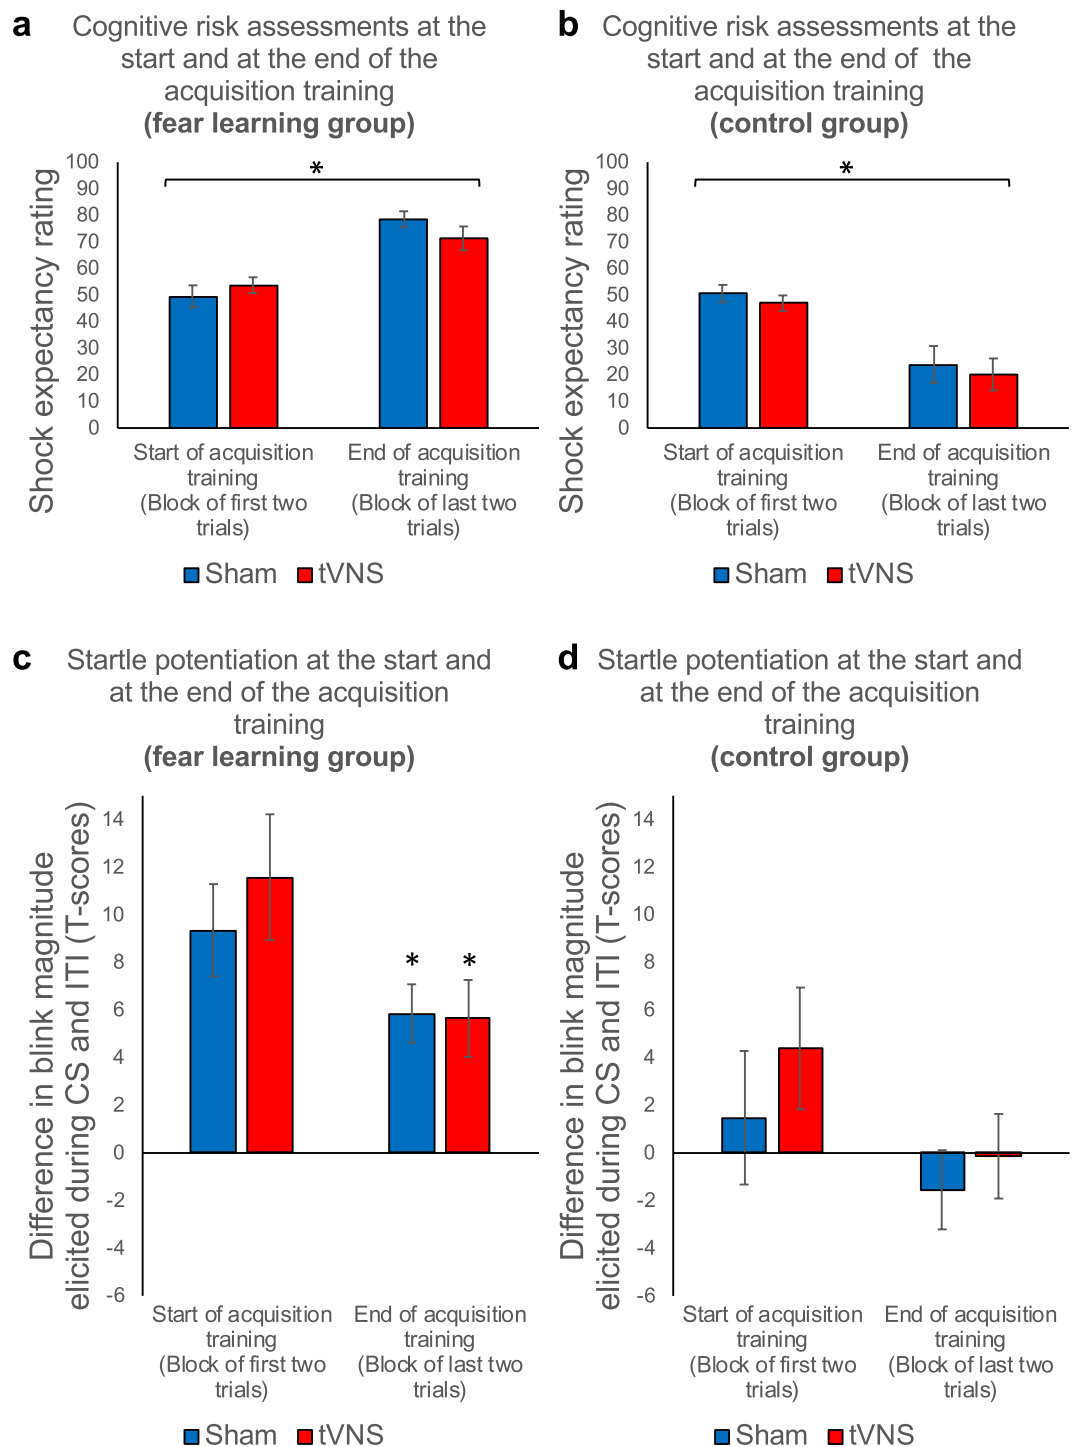 a
Cognitive risk assessments at the
start and at the end of the
acquisition training
(fear learning group)
Shock expectancy rating
100
90
80
70
60
50
40
30
20
10
0
*
Start of acquisition
training
(Block of first two
trials)
End of acquisition
training
(Block of last two
trials)
Sham tVNS
b
Cognitive risk assessments at the
start and at the end of the
acquisition training
(control group)
Shock expectancy rating
100
90
80
70
60
50
40
30
20
10
0
*
Start of acquisition
training
(Block of first two
trials)
End of acquisition
training
(Block of last two
trials)
Sham tVNS
c
Startle potentiation at the start and
at the end of the acquisition
training
(fear learning group)
Difference in blink magnitude
elicited during CS and ITI (T-scores)
14
12
10
8
6
4
2
0
-2
-4
-6
* *
Start of acquisition
training
(Block of first two
trials)
End of acquisition
training
(Block of last two
trials)
Sham tVNS
d
Startle potentiation at the start and
at the end of the acquisition
training
(control group)
Difference in blink magnitude
elicited during CS and ITI (T-scores)
14
12
10
8
6
4
2
0
-2
-4
-6
Start of acquisition
training
(Block of first two
trials)
End of acquisition
training
(Block of last two
trials)
Sham tVNS